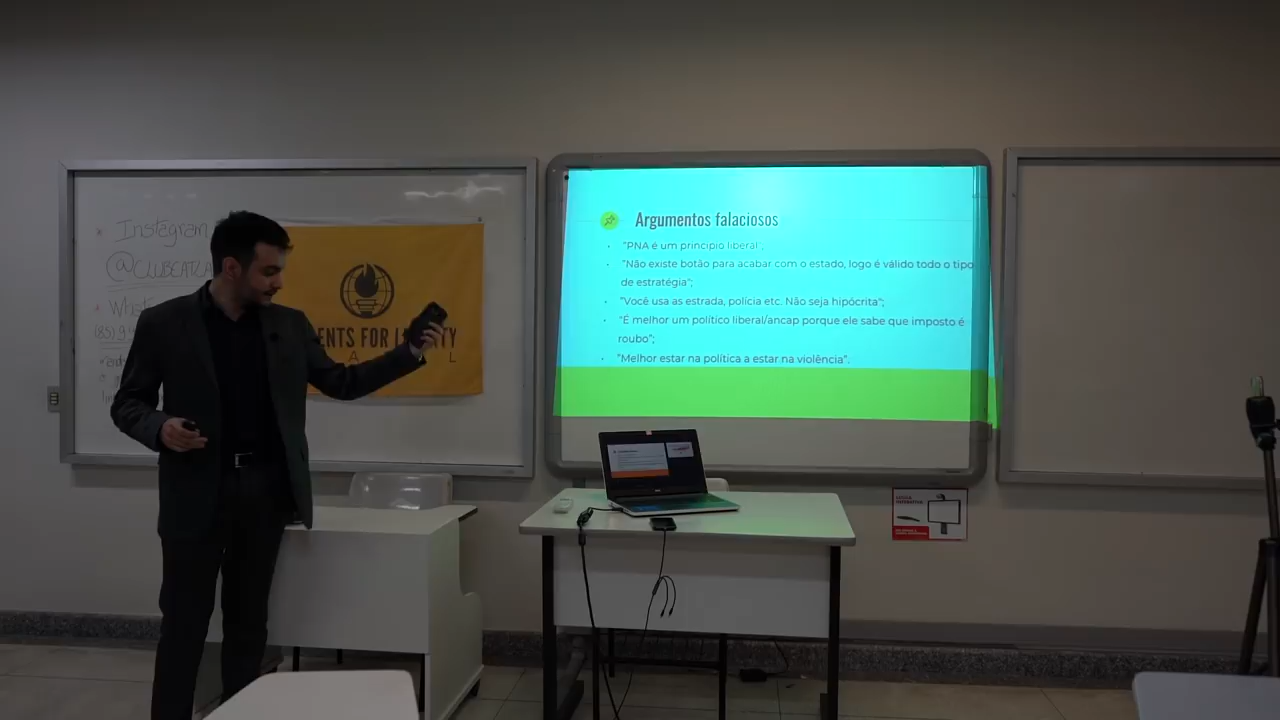 Instagram
@CLUBEATLA
ENTS FOR L TY
A L
Argumentos falaciosos
"PNA é um princípio liberal";
"Não existe botão para acabar com o estado, logo é válido todo o tipo
de estratégia";
"Você usa as estrada, polícia etc. Não seja hipócrita";
"É melhor um político liberal/ancap porque ele sabe que imposto é
roubo";
"Melhor estar na política a estar na violência".